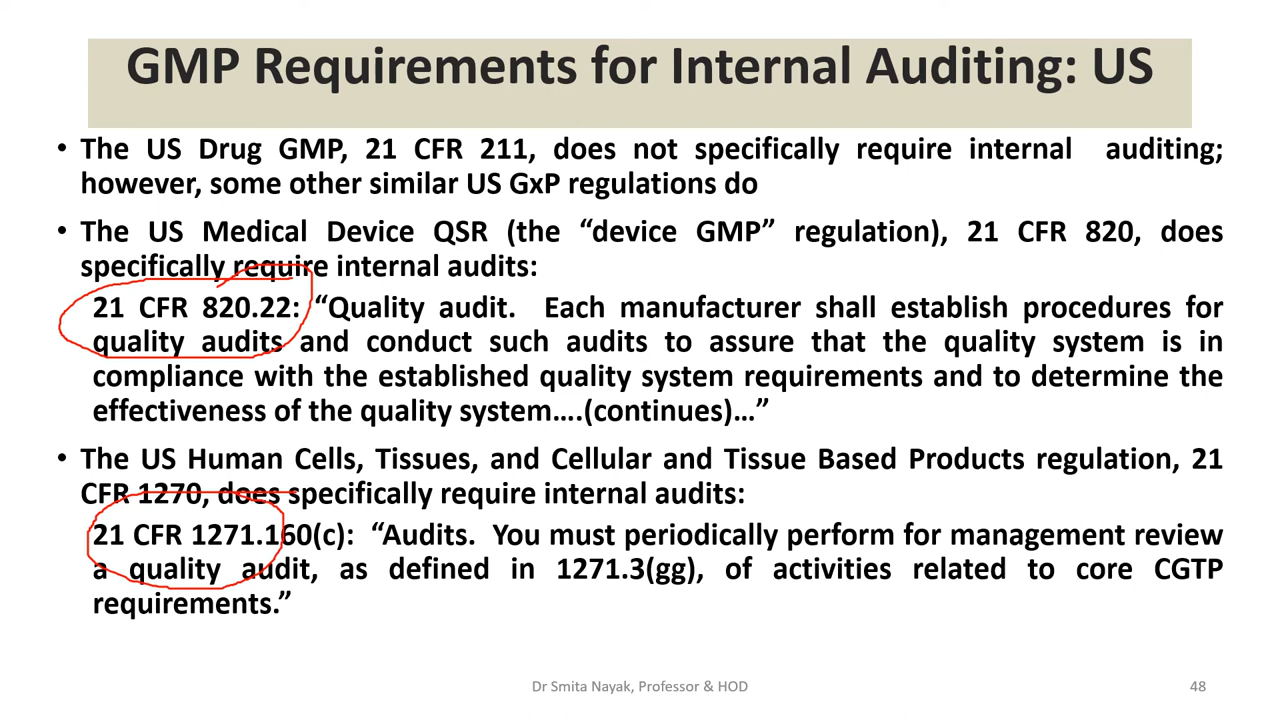 GMP Requirements for Internal Auditing: US
• The US Drug GMP, 21 CFR 211, does not specifically require internal auditing;
however, some other similar US GxP regulations do
• The US Medical Device QSR (the “device GMP” regulation), 21 CFR 820, does
specifically require internal audits:
21 CFR 820.22: “Quality audit. Each manufacturer shall establish procedures for
quality audits and conduct such audits to assure that the quality system is in
compliance with the established quality system requirements and to determine the
effectiveness of the quality system….(continues)…”
• The US Human Cells, Tissues, and Cellular and Tissue Based Products regulation, 21
CFR 1270, does specifically require internal audits:
21 CFR 1271.160(c): “Audits. You must periodically perform for management review
a quality audit, as defined in 1271.3(gg), of activities related to core CGTP
requirements.”
Dr Smita Nayak, Professor & HOD
48